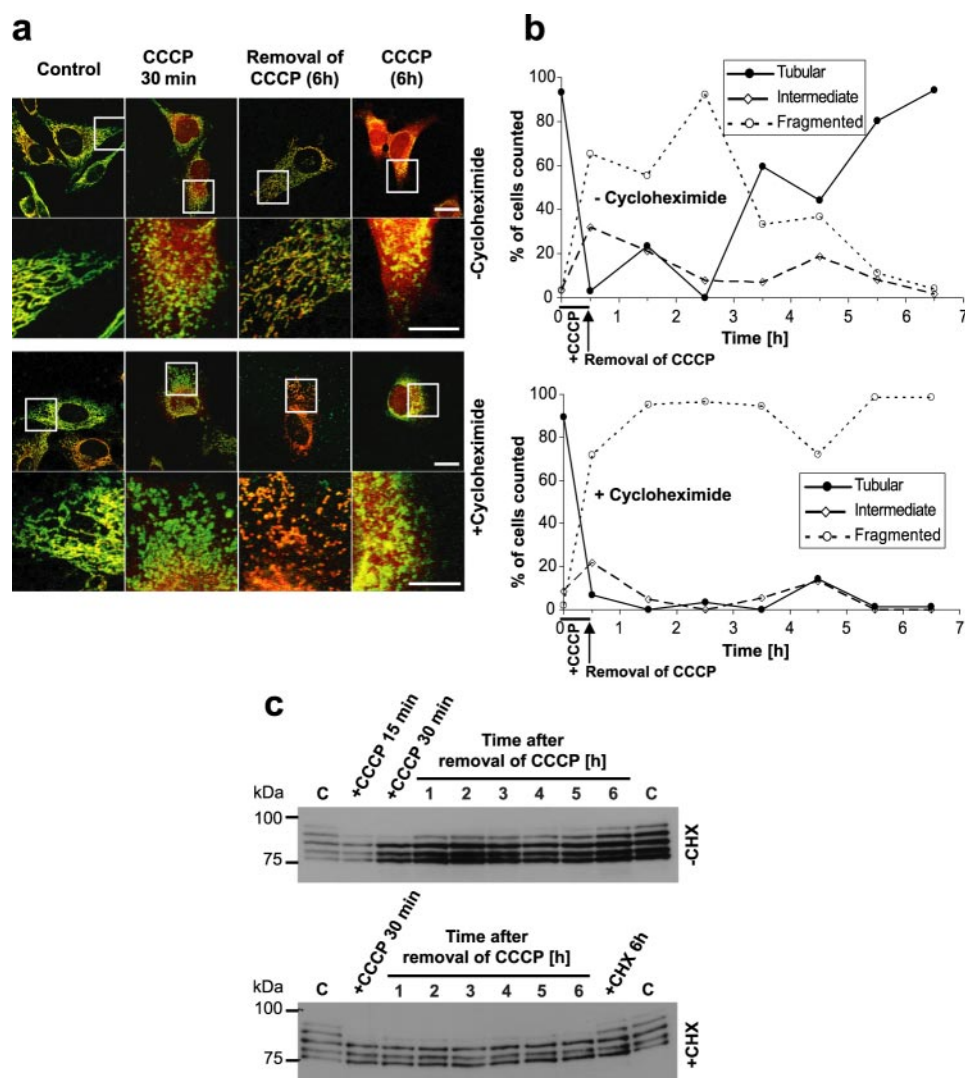 a
Control
CCCP
30 min
Removal of
CCCP (6h)
CCCP
(6h)
-Cycloheximide
+Cycloheximide
b
Tubular
Intermediate
Fragmented
- Cycloheximide
% of cells counted
100
80
60
40
20
0
0 1 2 3 4 5 6 7
Time [h]
+CCCP
Removal of CCCP
+ Cycloheximide
Tubular
Intermediate
Fragmented
% of cells counted
100
80
60
40
20
0
0 1 2 3 4 5 6 7
Time [h]
+CCCP
Removal of CCCP
c
+CCCP 15 min
+CCCP 30 min
Time after
removal of CCCP [h]
kDa C 1 2 3 4 5 6 C
100
75
-CHX
+CCCP 30 min
Time after
removal of CCCP [h]
+CHX 6h
kDa C 1 2 3 4 5 6 C
100
75
+CHX